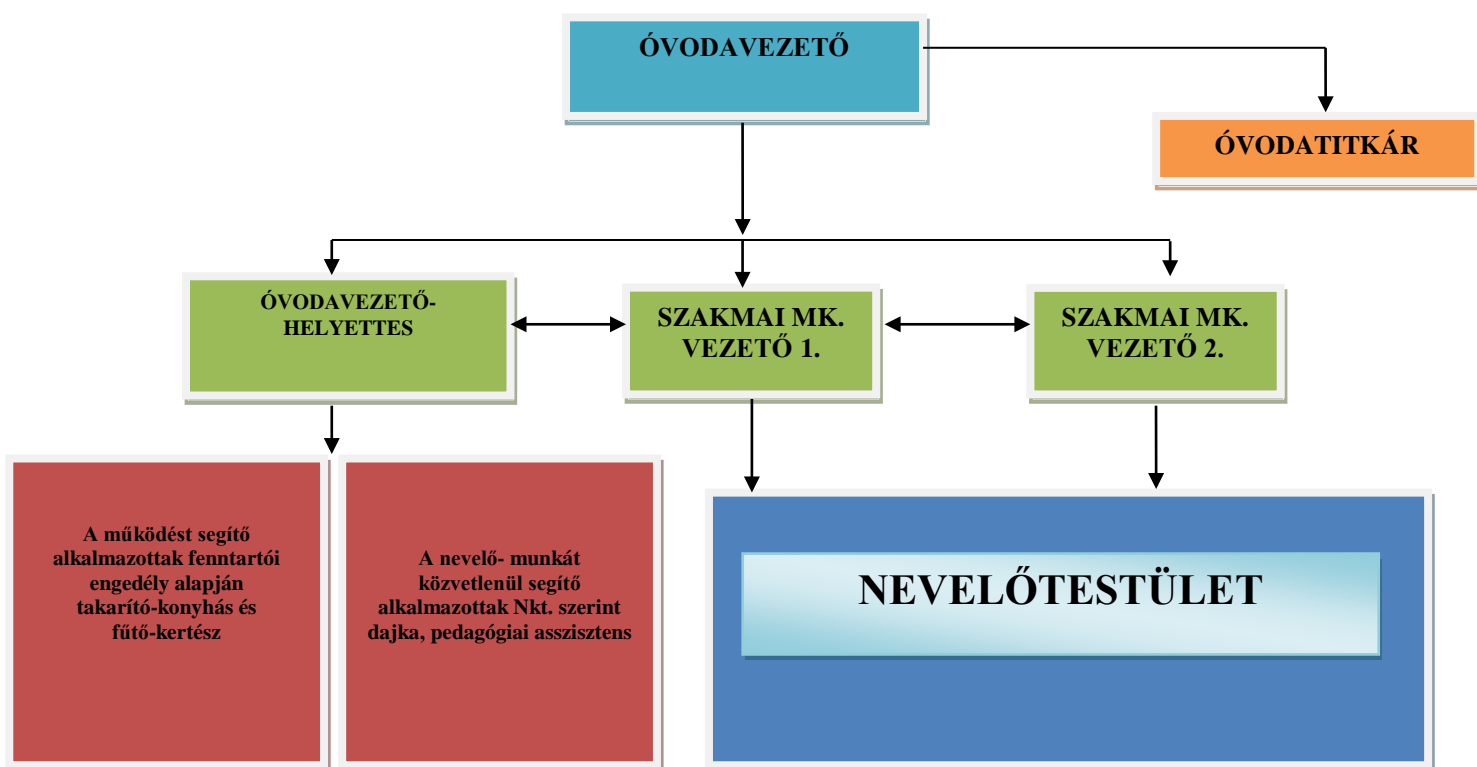 ÓVODAVEZETŐ
ÓVODATITKÁR
ÓVODAVEZETŐ-
HELYETTES
SZAKMAI MK.
VEZETŐ 1.
SZAKMAI MK.
VEZETŐ 2.
A működést segítő
alkalmazottak fenntartói
engedély alapján
takarító-konyhás és
fűtő-kertész
A nevelő- munkát
közvetlenül segítő
alkalmazottak Nkt. szerint
dajka, pedagógiai asszisztens
NEVELŐTESTÜLET